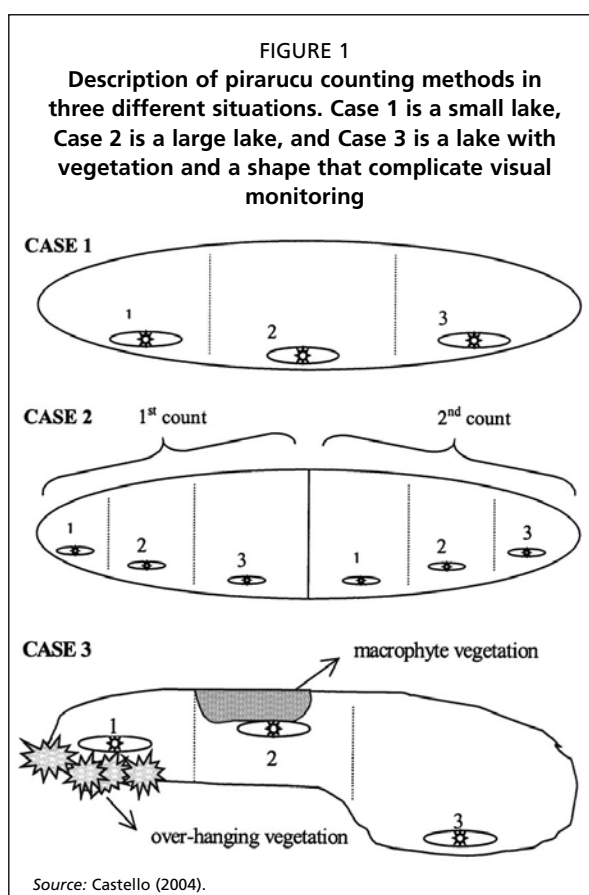 FIGURE 1
Description of pirarucu counting methods in
three different situations. Case 1 is a small lake,
Case 2 is a large lake, and Case 3 is a lake with
vegetation and a shape that complicate visual
monitoring
CASE 1
1
2
3
CASE 2
1st count
2nd count
1
2
3
1
2
3
CASE 3
macrophyte vegetation
1
2
3
over-hanging vegetation
Source: Castello (2004).